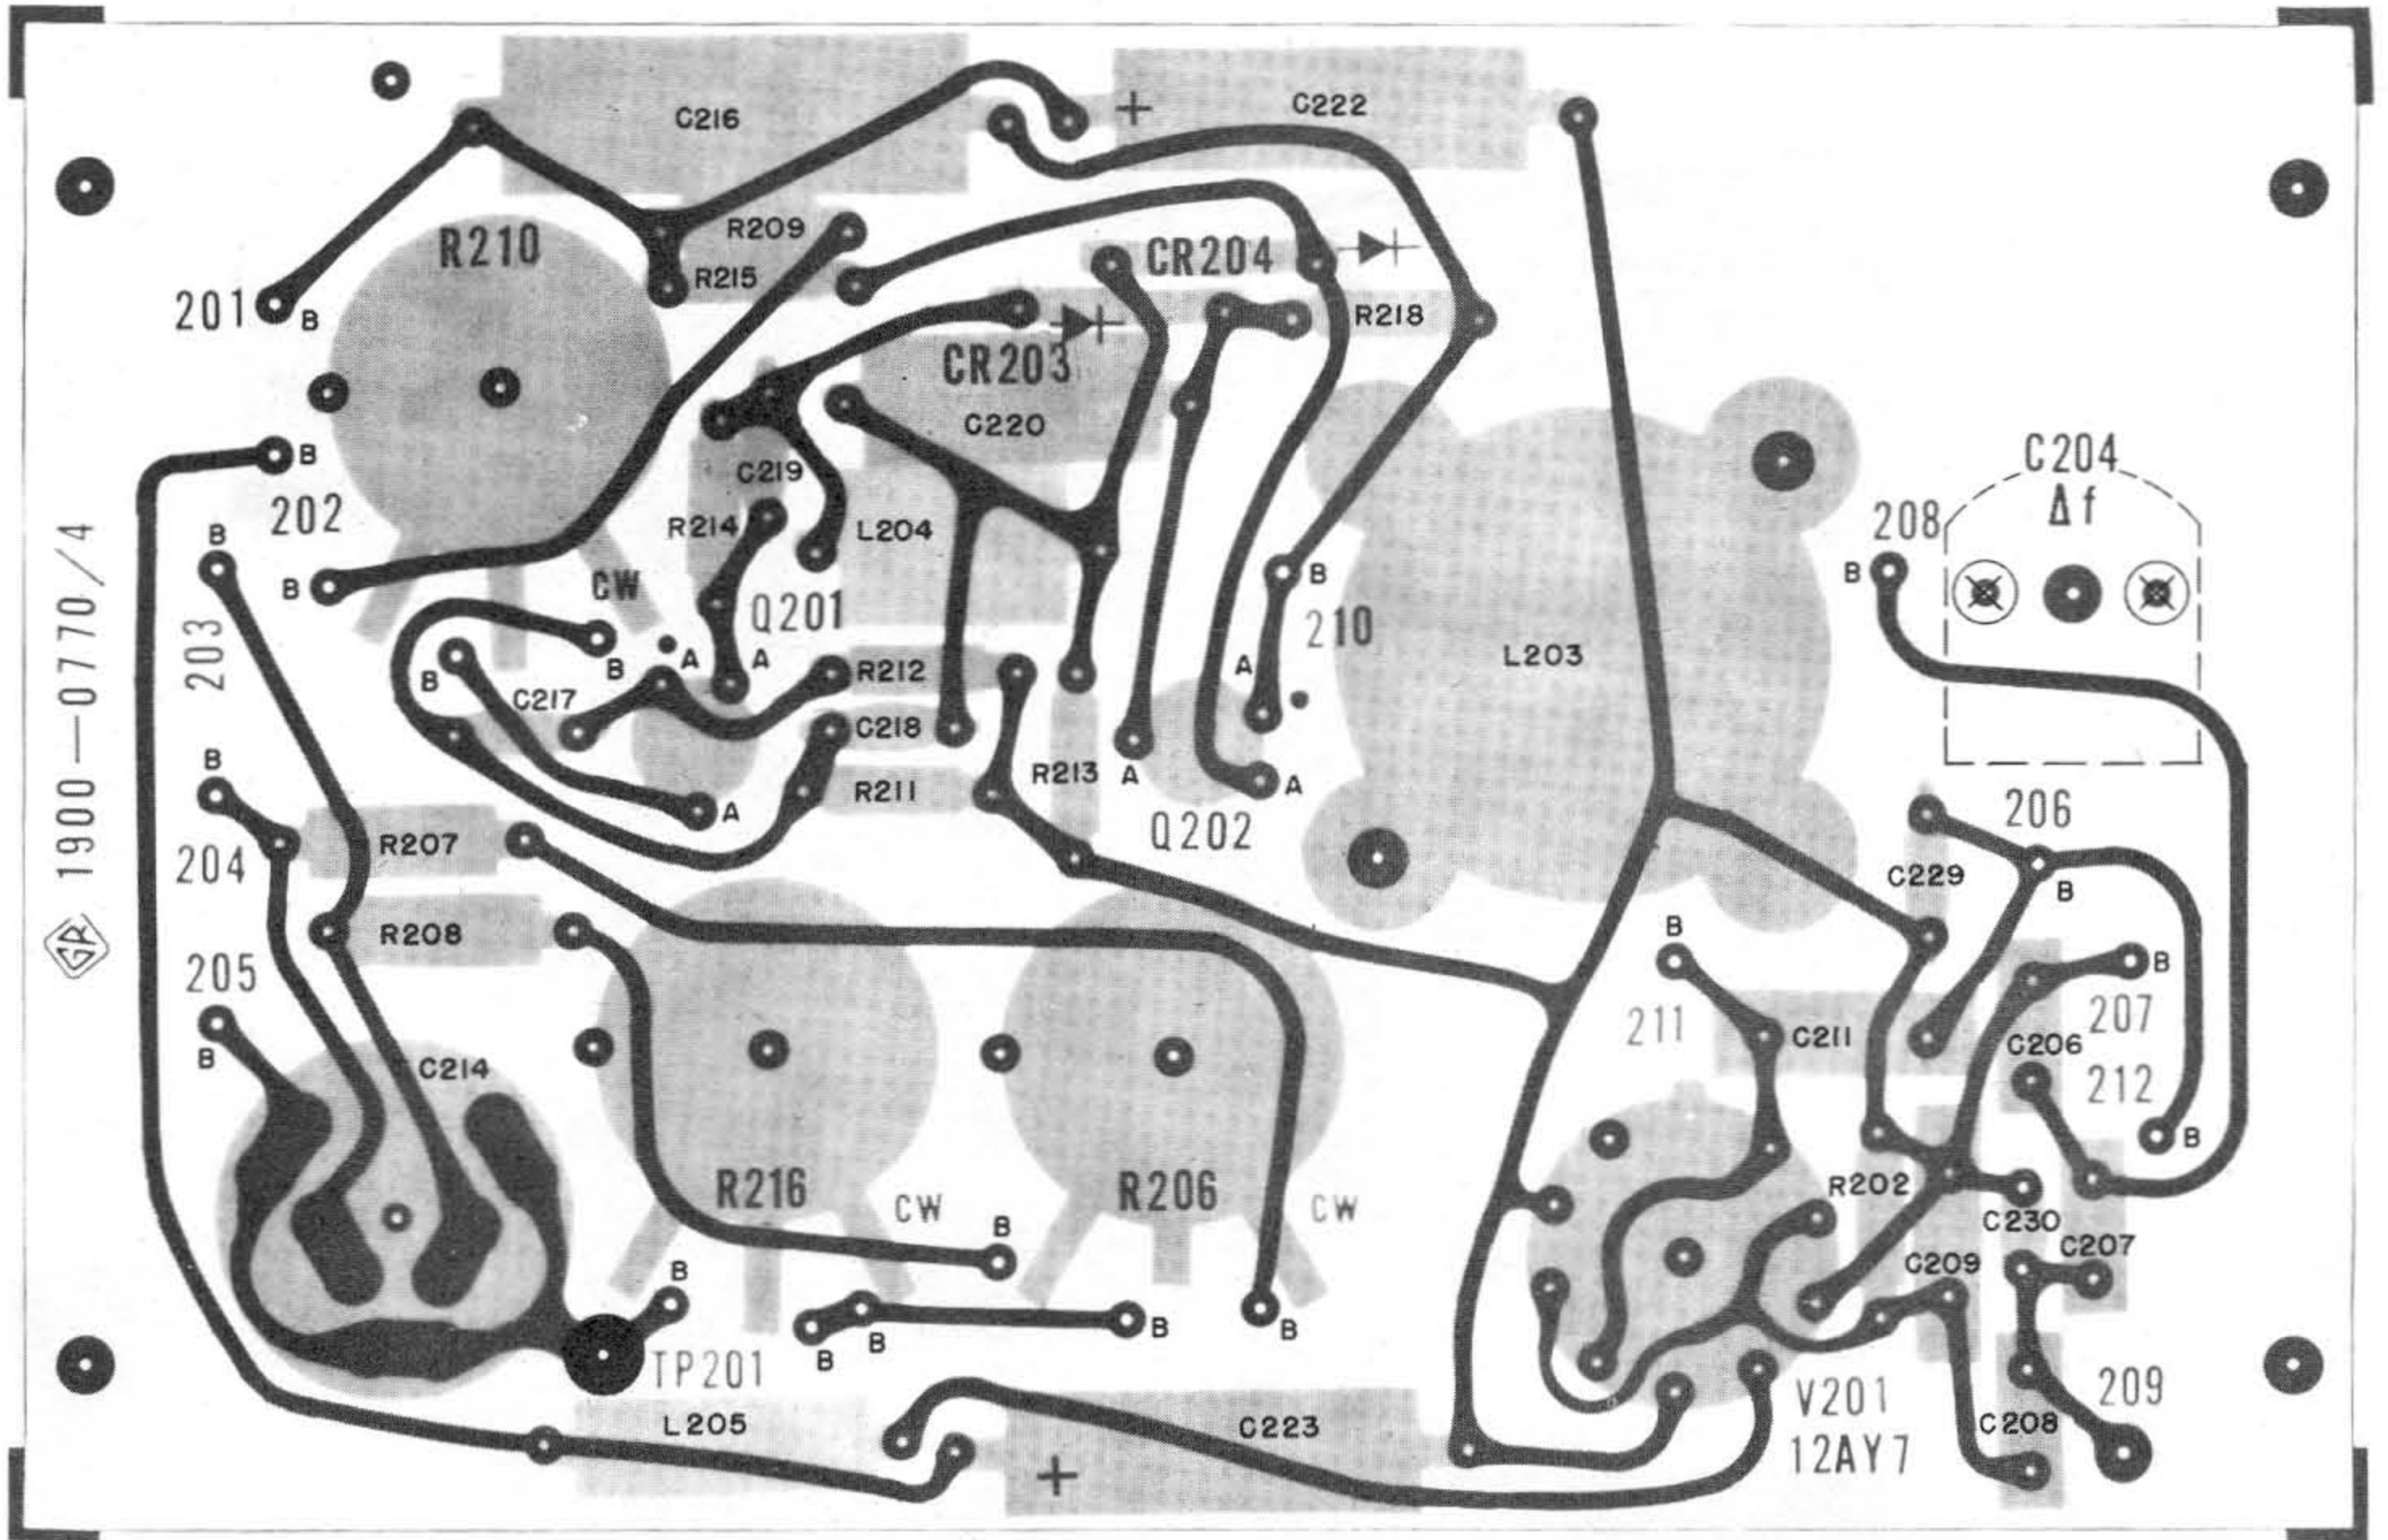 C216
+
C222
R209
R210
R215
CR204
201
B
R218
CR203
C220
C204
B
C219
Δf
202
R214
L204
208
B
B
B
CW
Q201
B
210
1900—0770/4
203
B
A
A
L203
B
R212
A
C217
C218
B
R213
A
R211
A
A
206
204
R207
Q202
C229
B
R208
B
205
B
207
211
C211
C206
B
C214
212
B
R216
R206
R202
CW
CW
C230
B
C207
C209
B
B
B
B
B
TP201
209
V201
L205
C223
C208
12AY7
+
GR